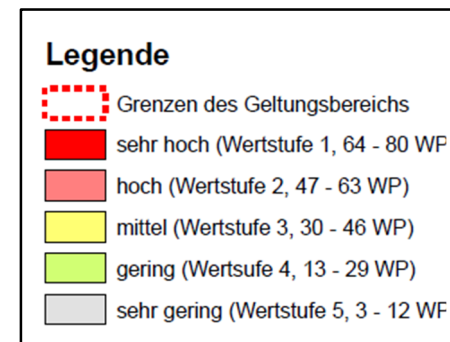 Legende
Grenzen des Geltungsbereichs
sehr hoch (Wertstufe 1, 64 - 80 WP
hoch (Wertstufe 2, 47 - 63 WP)
mittel (Wertstufe 3, 30 - 46 WP)
gering (Wertsufe 4, 13 - 29 WP)
sehr gering (Wertstufe 5, 3 - 12 WP